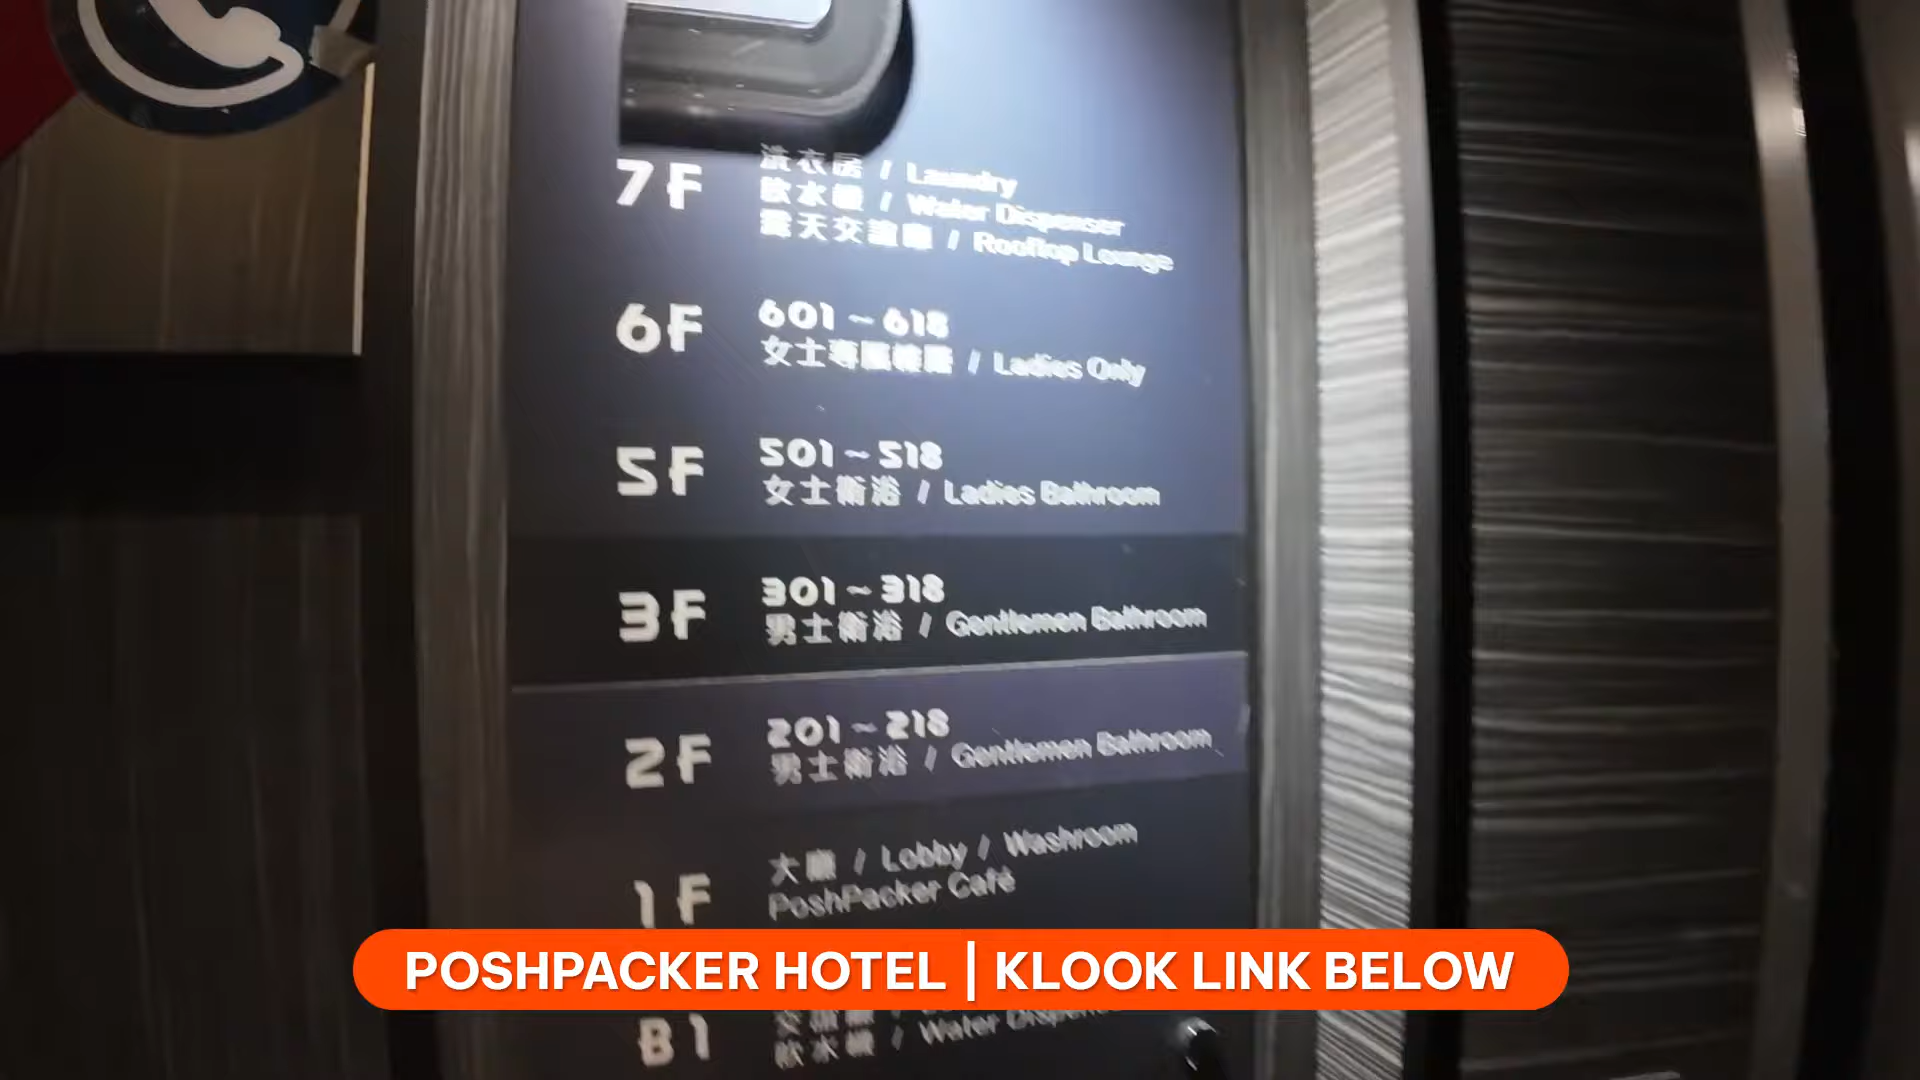 7F
洗衣區 / Laundry
飲水機 / Water Dispenser
露天交誼廳 / Rooftop Lounge
6F
601 ~ 618
女士專屬樓層 / Ladies Only
5F
501 ~ 518
女士衛浴 / Ladies Bathroom
3F
301 ~ 318
男士衛浴 / Gentlemen Bathroom
2F
201 ~ 218
男士衛浴 / Gentlemen Bathroom
1F
大廳 / Lobby / Washroom
PoshPacker Café
POSHPACKER HOTEL | KLOOK LINK BELOW
B1
飲水機 / Water